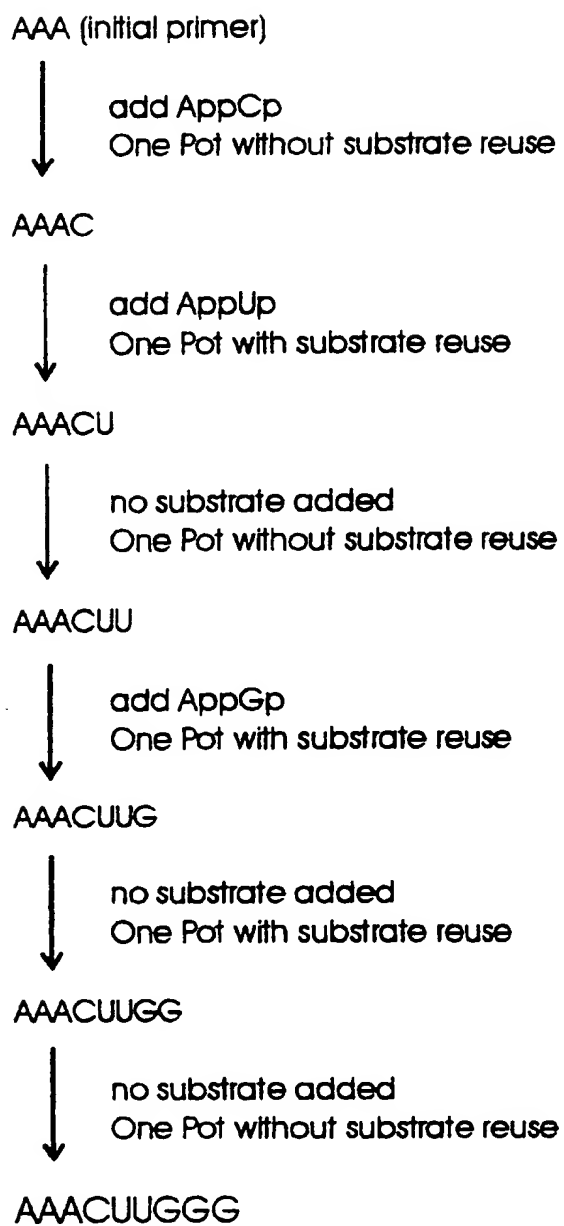 AAA (initial primer)
add AppCp
One Pot without substrate reuse
AAAC
add AppUp
One Pot with substrate reuse
AAACU
no substrate added
One Pot without substrate reuse
AAACUU
add AppGp
One Pot with substrate reuse
AAACUUG
no substrate added
One Pot with substrate reuse
AAACUUGG
no substrate added
One Pot without substrate reuse
AAACUUGGG